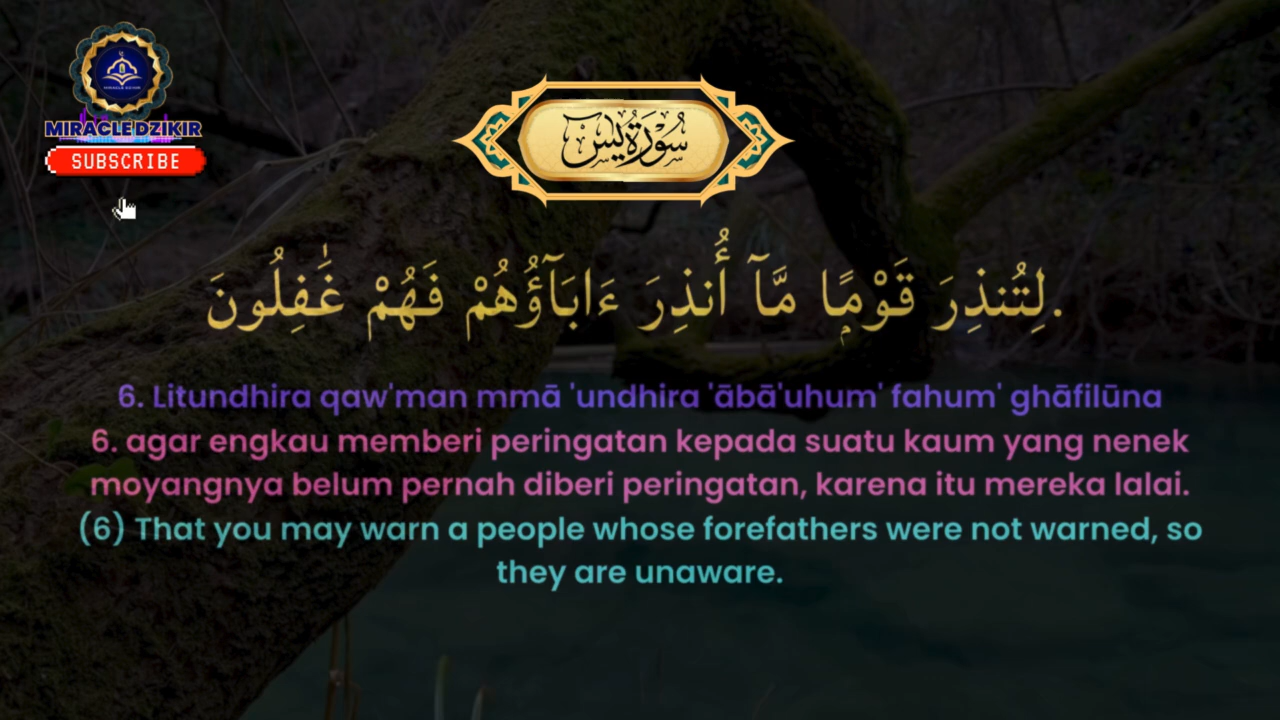 MIRACLE DZIKIR
MIRACLEDZIKIR
SUBSCRIBE
سُوْرَةُ يٰسٓ
لِتُنذِرَ قَوْمًۭا مَّآ أُنذِرَ ءَابَآؤُهُمْ فَهُمْ غَـٰفِلُونَ.
6. Litundhira qaw'man mmā 'undhira 'ābā'uhum' fahum' ghāfilūna
6. agar engkau memberi peringatan kepada suatu kaum yang nenek
moyangnya belum pernah diberi peringatan, karena itu mereka lalai.
(6) That you may warn a people whose forefathers were not warned, so
they are unaware.